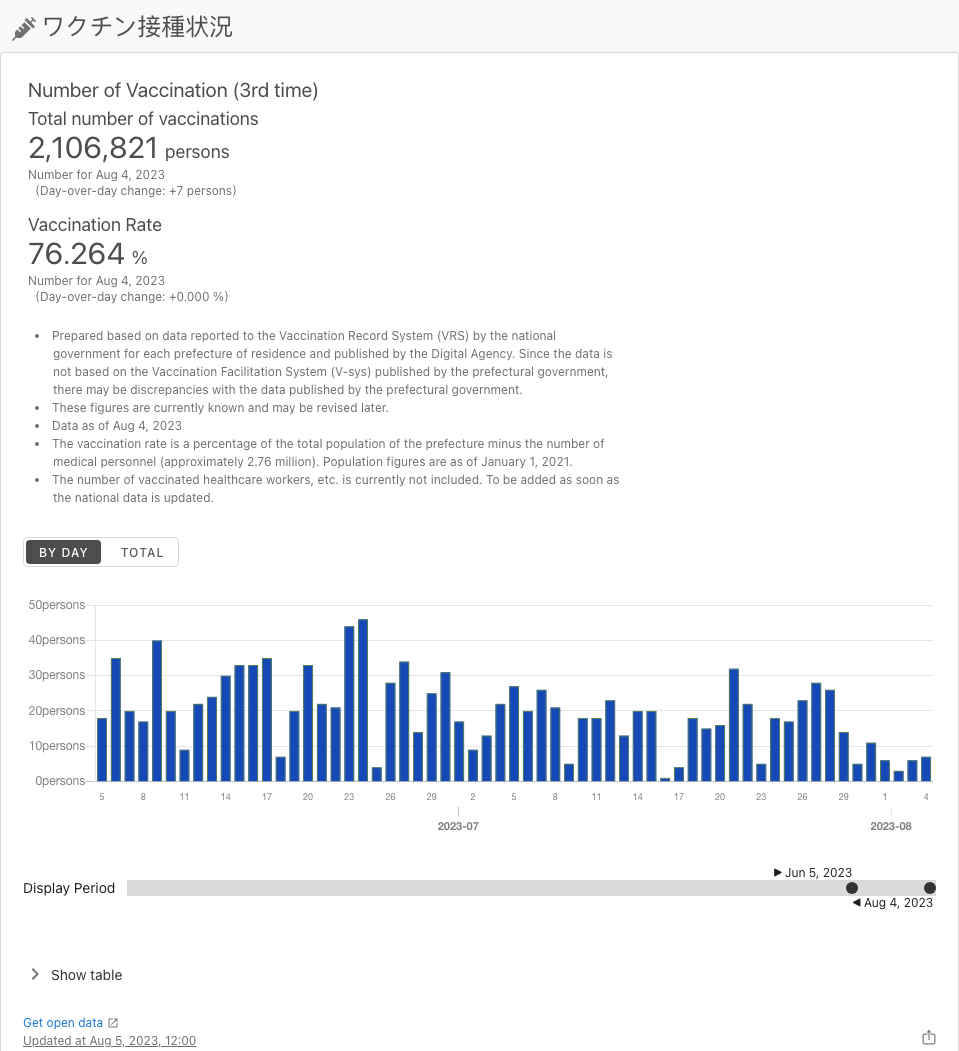 ワクチン接種状況
Number of Vaccination (3rd time)
Total number of vaccinations
2,106,821 persons
Number for Aug 4, 2023
(Day-over-day change: +7 persons)
Vaccination Rate
76.264 %
Number for Aug 4, 2023
(Day-over-day change: +0.000 %)
• Prepared based on data reported to the Vaccination Record System (VRS) by the national
government for each prefecture of residence and published by the Digital Agency. Since the data is
not based on the Vaccination Facilitation System (V-sys) published by the prefectural government,
there may be discrepancies with the data published by the prefectural government.
• These figures are currently known and may be revised later.
• Data as of Aug 4, 2023
• The vaccination rate is a percentage of the total population of the prefecture minus the number of
medical personnel (approximately 2.76 million). Population figures are as of January 1, 2021.
• The number of vaccinated healthcare workers, etc. is currently not included. To be added as soon as
the national data is updated.
BY DAY TOTAL
50persons
40persons
30persons
20persons
10persons
0persons
5 8 11 14 17 20 23 26 29 2 5 8 11 14 17 20 23 26 29 1 4
2023-07 2023-08
▶ Jun 5, 2023
Display Period
◀ Aug 4, 2023
Show table
Get open data
Updated at Aug 5, 2023, 12:00